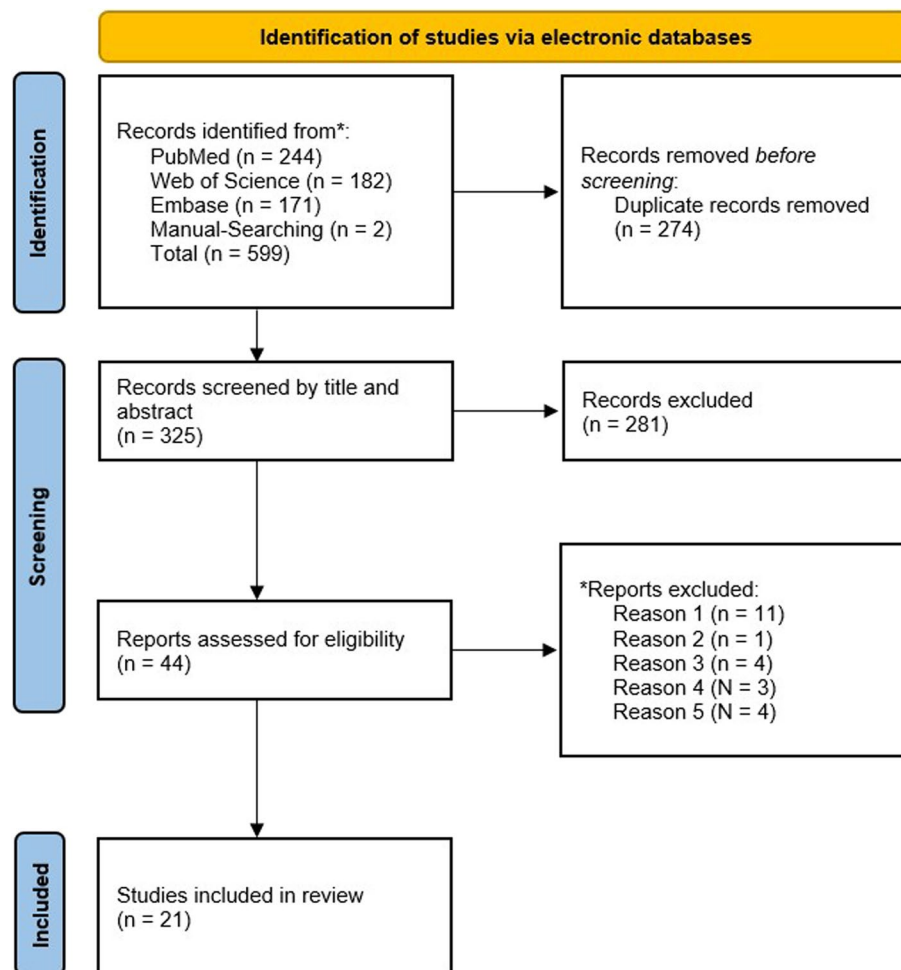 Identification of studies via electronic databases
Identification
Records identified from*:
PubMed (n = 244)
Web of Science (n = 182)
Embase (n = 171)
Manual-Searching (n = 2)
Total (n = 599)
Records removed before
screening:
Duplicate records removed
(n = 274)
Screening
Records screened by title and
abstract
(n = 325)
Records excluded
(n = 281)
Reports assessed for eligibility
(n = 44)
*Reports excluded:
Reason 1 (n = 11)
Reason 2 (n = 1)
Reason 3 (n = 4)
Reason 4 (N = 3)
Reason 5 (N = 4)
Included
Studies included in review
(n = 21)